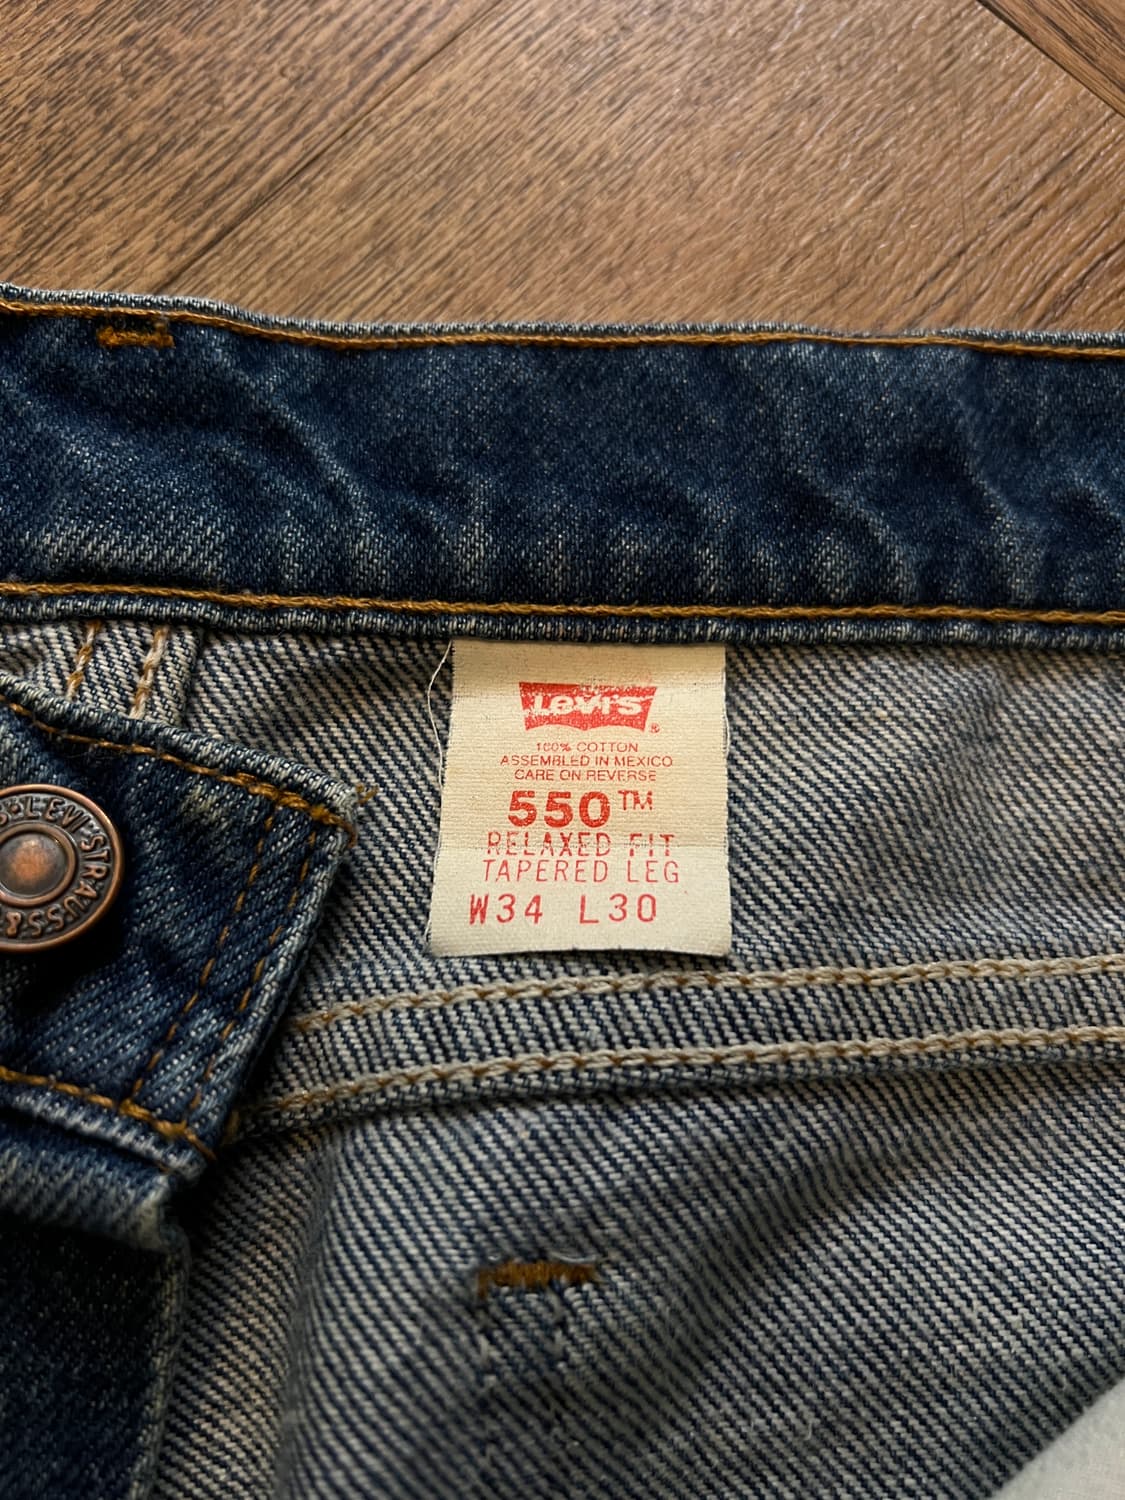 LEVI'S ®
100% COTTON
ASSEMBLED IN MEXICO
CARE ON REVERSE
550™
RELAXED FIT
TAPERED LEG
W34 L30
LEVI STRAUSS &